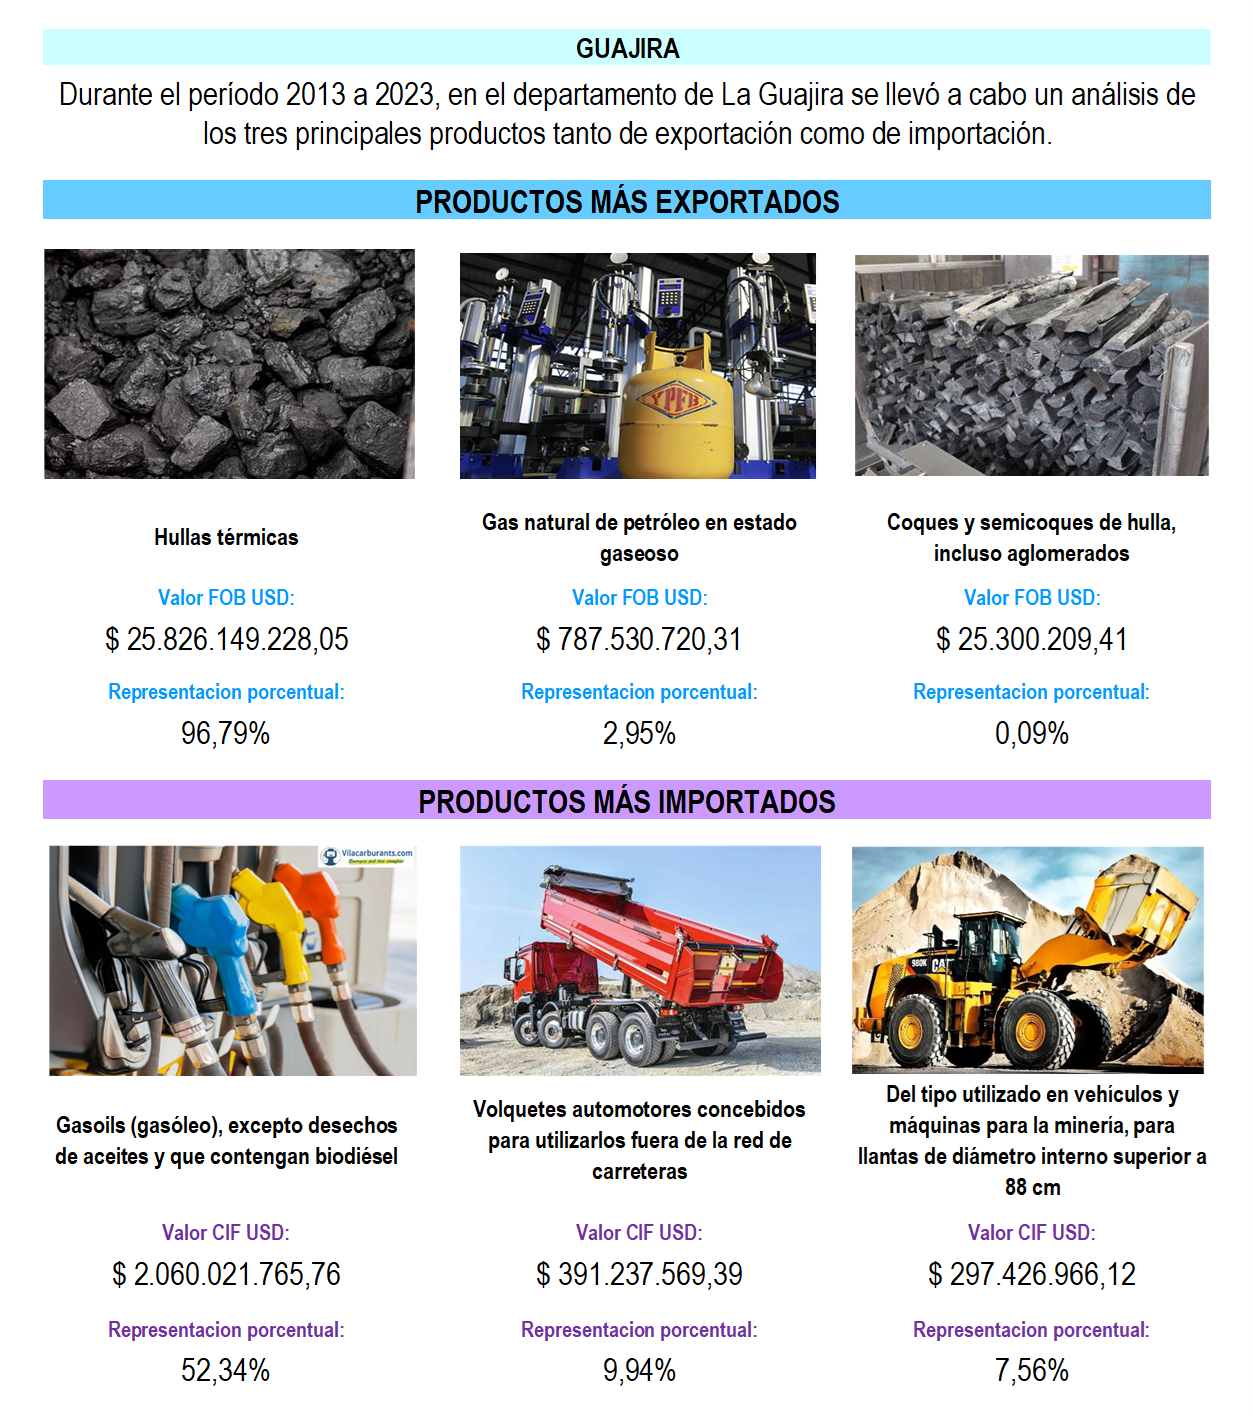 GUAJIRA
Durante el período 2013 a 2023, en el departamento de La Guajira se llevó a cabo un análisis de
los tres principales productos tanto de exportación como de importación.
PRODUCTOS MÁS EXPORTADOS
YPFB
Hullas térmicas
Valor FOB USD:
$ 25.826.149.228,05
Representacion porcentual:
96,79%
Gas natural de petróleo en estado
gaseoso
Valor FOB USD:
$ 787.530.720,31
Representacion porcentual:
2,95%
Coques y semicoques de hulla,
incluso aglomerados
Valor FOB USD:
$ 25.300.209,41
Representacion porcentual:
0,09%
PRODUCTOS MÁS IMPORTADOS
Vilacarburants.com
980K
CAT
Gasoils (gasóleo), excepto desechos
de aceites y que contengan biodiésel
Valor CIF USD:
$ 2.060.021.765,76
Representacion porcentual:
52,34%
Volquetes automotores concebidos
para utilizarlos fuera de la red de
carreteras
Valor CIF USD:
$ 391.237.569,39
Representacion porcentual:
9,94%
Del tipo utilizado en vehículos y
máquinas para la minería, para
llantas de diámetro interno superior a
88 cm
Valor CIF USD:
$ 297.426.966,12
Representacion porcentual:
7,56%